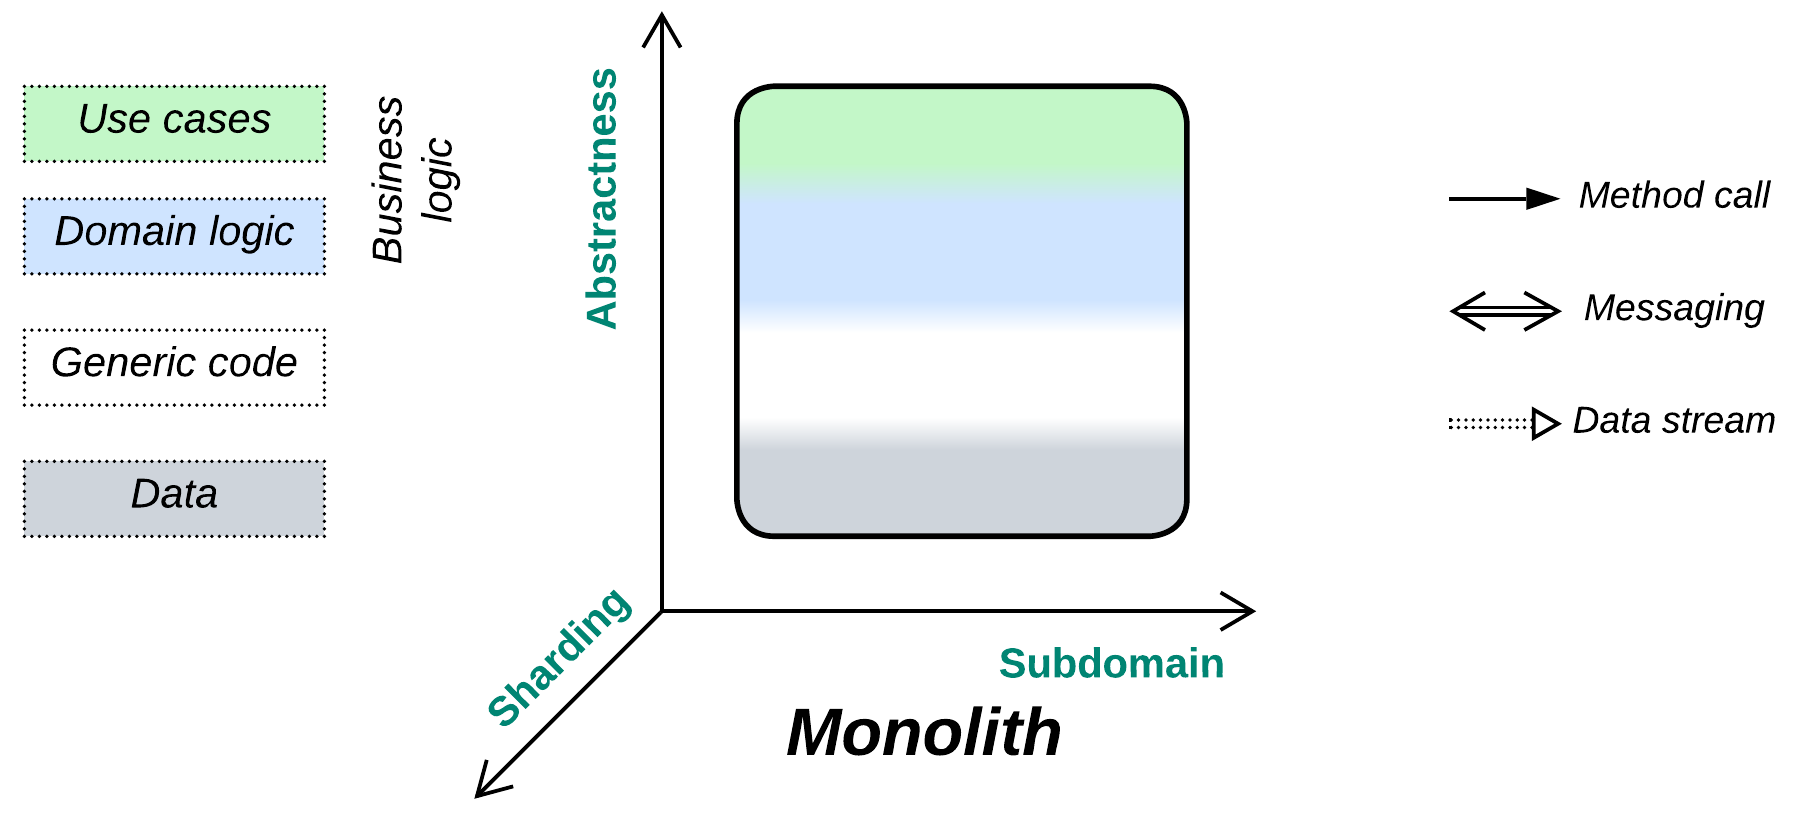 Use cases
Domain logic
Generic code
Data
Business
logic
Abstractness
Sharding
Subdomain
Monolith
Method call
Messaging
Data stream